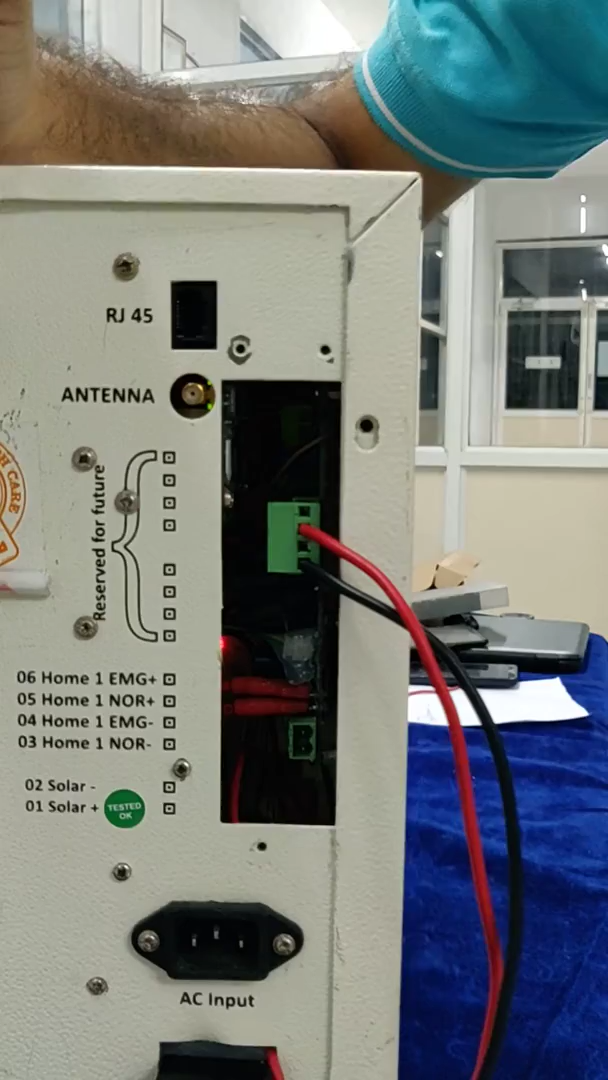 RJ 45
ANTENNA
Reserved for future
CARE
06 Home 1 EMG+
05 Home 1 NOR+
04 Home 1 EMG-
03 Home 1 NOR-
02 Solar -
01 Solar +
TESTED
OK
AC Input